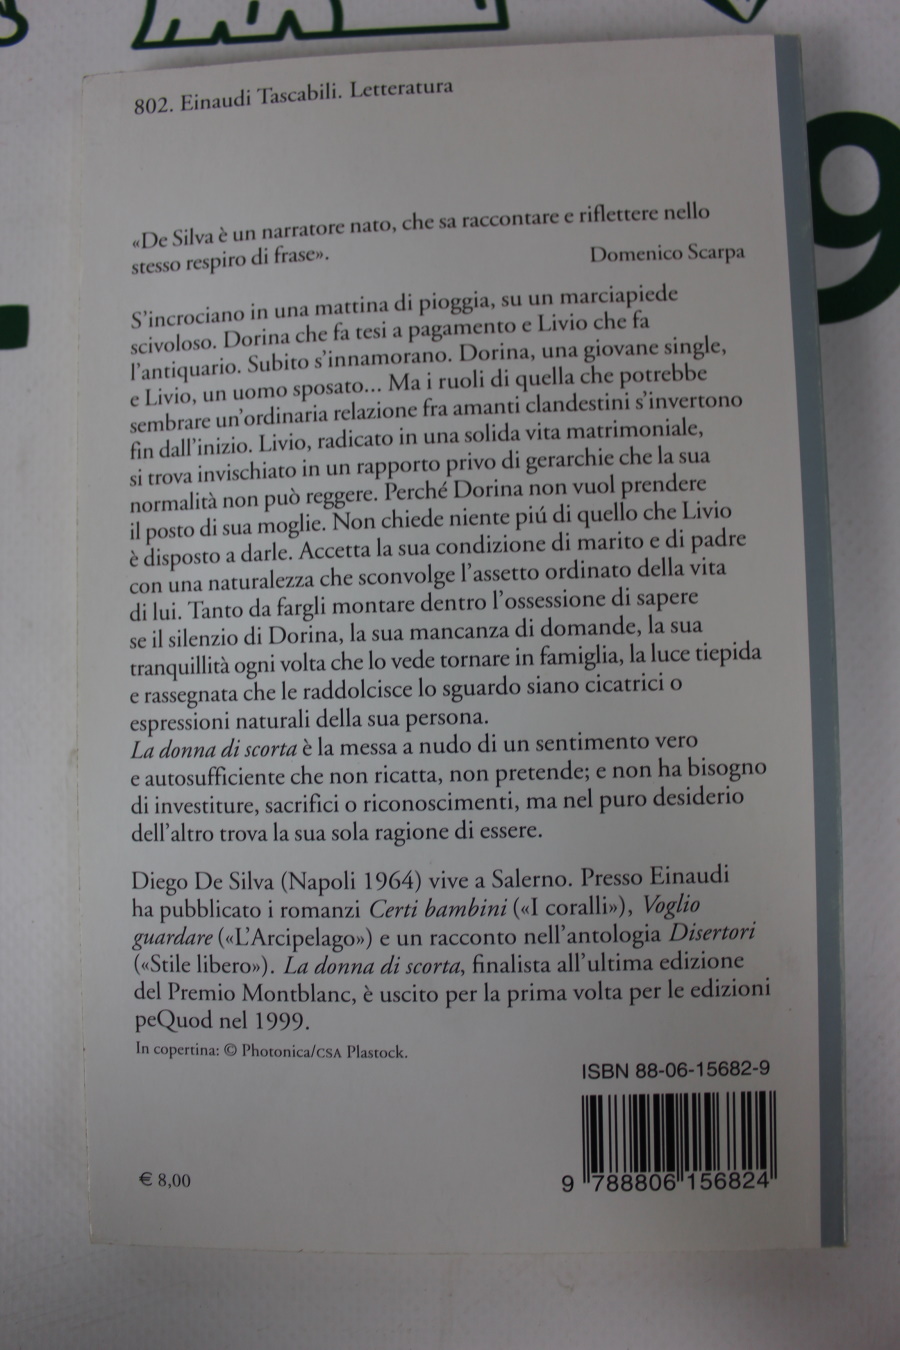 802. Einaudi Tascabili. Letteratura
«De Silva è un narratore nato, che sa raccontare e riflettere nello
stesso respiro di frase».
Domenico Scarpa
S'incrociano in una mattina di pioggia, su un marciapiede
scivoloso. Dorina che fa tesi a pagamento e Livio che fa
l'antiquario. Subito s'innamorano. Dorina, una giovane single,
e Livio, un uomo sposato... Ma i ruoli di quella che potrebbe
sembrare un'ordinaria relazione fra amanti clandestini s'invertono
fin dall'inizio. Livio, radicato in una solida vita matrimoniale,
si trova invischiato in un rapporto privo di gerarchie che la sua
normalità non può reggere. Perché Dorina non vuol prendere
il posto di sua moglie. Non chiede niente piú di quello che Livio
è disposto a darle. Accetta la sua condizione di marito e di padre
con una naturalezza che sconvolge l'assetto ordinato della vita
di lui. Tanto da fargli montare dentro l'ossessione di sapere
se il silenzio di Dorina, la sua mancanza di domande, la sua
tranquillità ogni volta che lo vede tornare in famiglia, la luce tiepida
e rassegnata che le raddolcisce lo sguardo siano cicatrici o
espressioni naturali della sua persona.
La donna di scorta è la messa a nudo di un sentimento vero
e autosufficiente che non ricatta, non pretende; e non ha bisogno
di investiture, sacrifici o riconoscimenti, ma nel puro desiderio
dell'altro trova la sua sola ragione di essere.
Diego De Silva (Napoli 1964) vive a Salerno. Presso Einaudi
ha pubblicato i romanzi Certi bambini («I coralli»), Voglio
guardare («L'Arcipelago») e un racconto nell'antologia Disertori
(«Stile libero»). La donna di scorta, finalista all'ultima edizione
del Premio Montblanc, è uscito per la prima volta per le edizioni
peQuod nel 1999.
In copertina: © Photonica/CSA Plastock.
ISBN 88-06-15682-9
€ 8,00
9 788806 156824
9